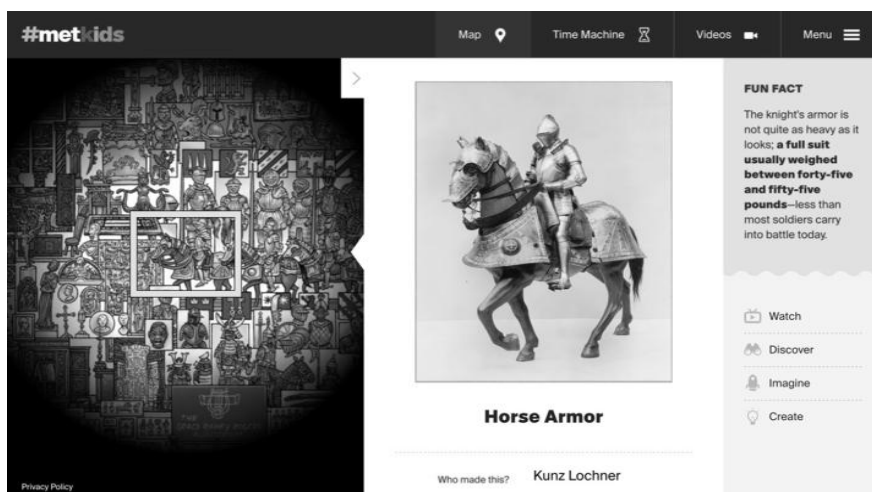 #metkids
Map
Time Machine
Videos
Menu
FUN FACT
The knight's armor is
not quite as heavy as it
looks; a full suit
usually weighed
between forty-five
and fifty-five
pounds—less than
most soldiers carry
into battle today.
Watch
Discover
Imagine
Create
Horse Armor
Who made this? Kunz Lochner
Privacy Policy